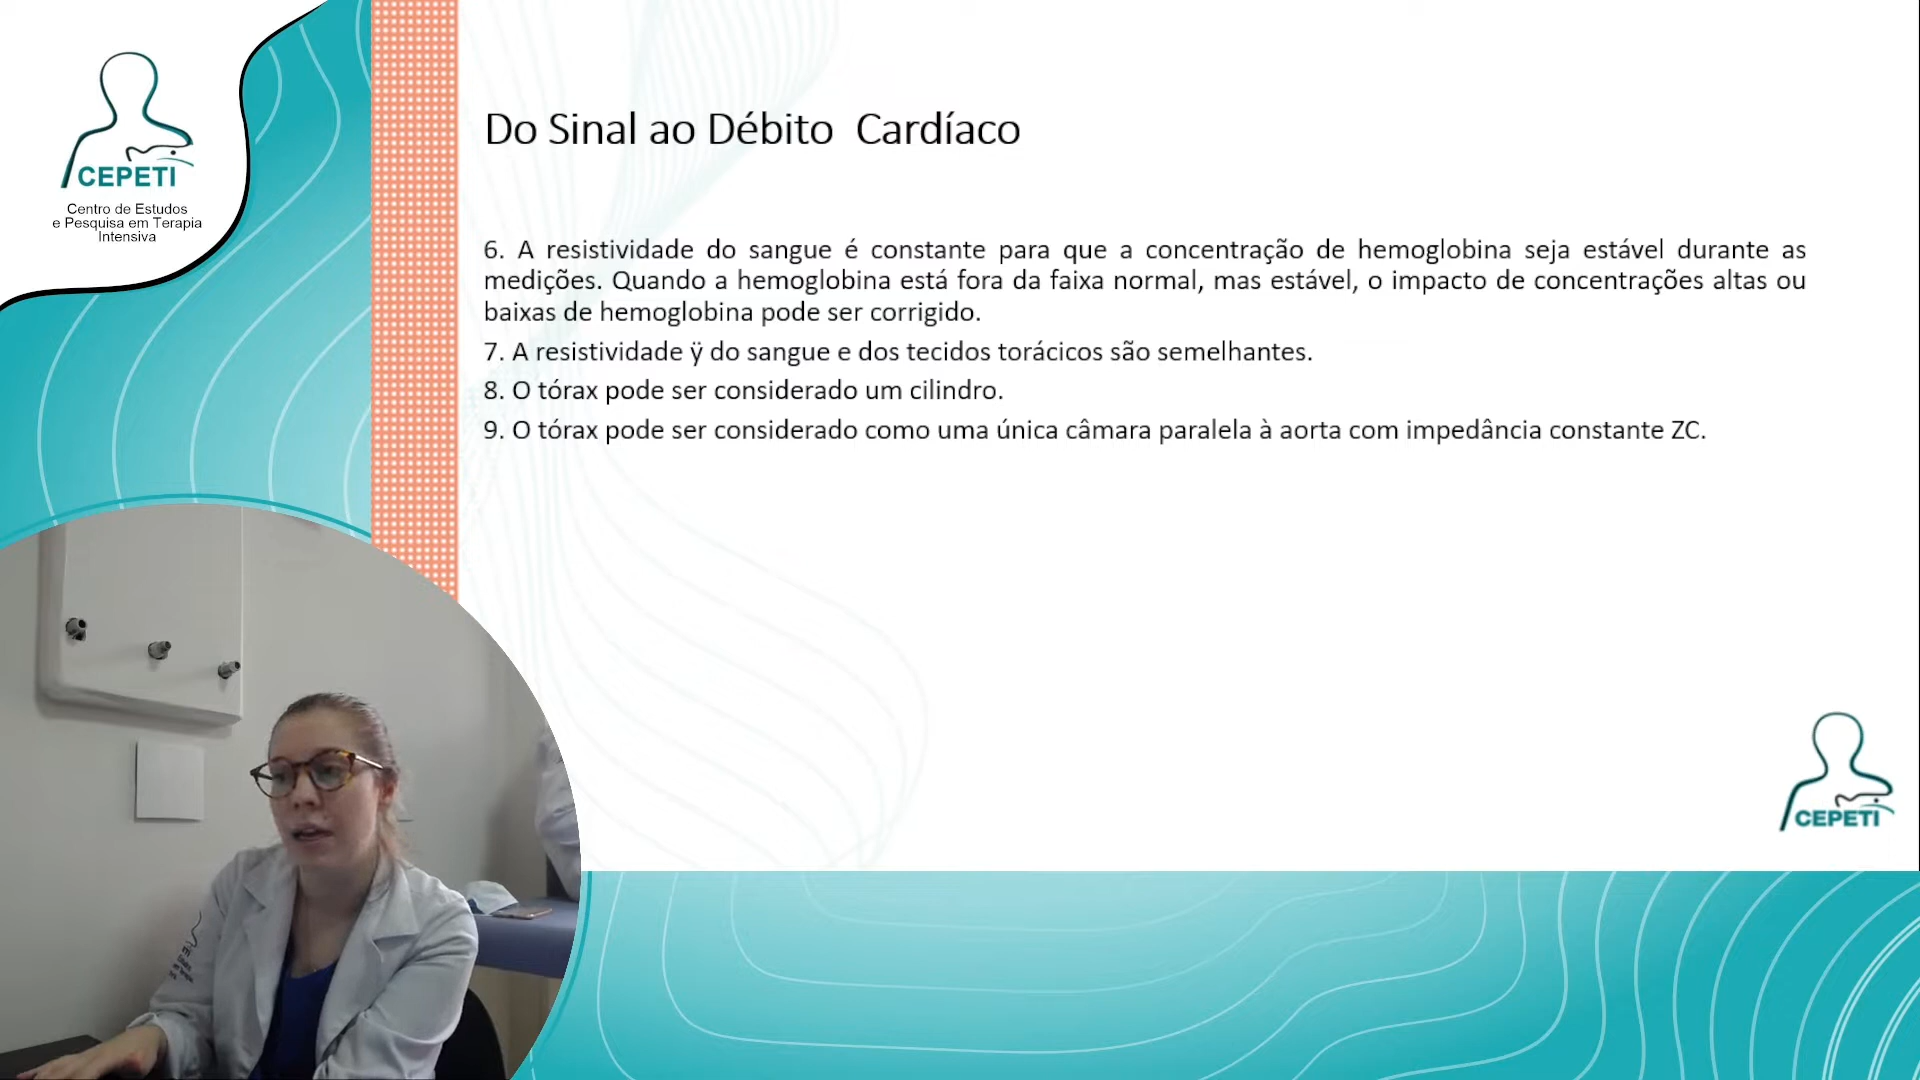 CEPETI
Centro de Estudos
e Pesquisa em Terapia
Intensiva
Do Sinal ao Débito  Cardíaco
6. A resistividade do sangue é constante para que a concentração de hemoglobina seja estável durante as
medições. Quando a hemoglobina está fora da faixa normal, mas estável, o impacto de concentrações altas ou
baixas de hemoglobina pode ser corrigido.
7. A resistividade ÿ do sangue e dos tecidos torácicos são semelhantes.
8. O tórax pode ser considerado um cilindro.
9. O tórax pode ser considerado como uma única câmara paralela à aorta com impedância constante ZC.
CEPETI